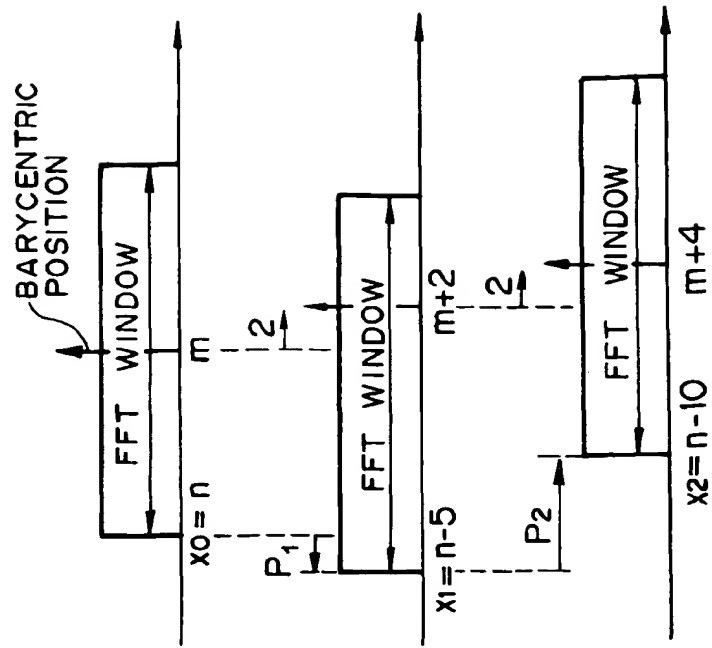 BARYCENTRIC
POSITION
FFT WINDOW
x0 = n
m
P1
2
FFT WINDOW
x1 = n-5
m+2
P2
2
FFT WINDOW
x2 = n-10
m+4